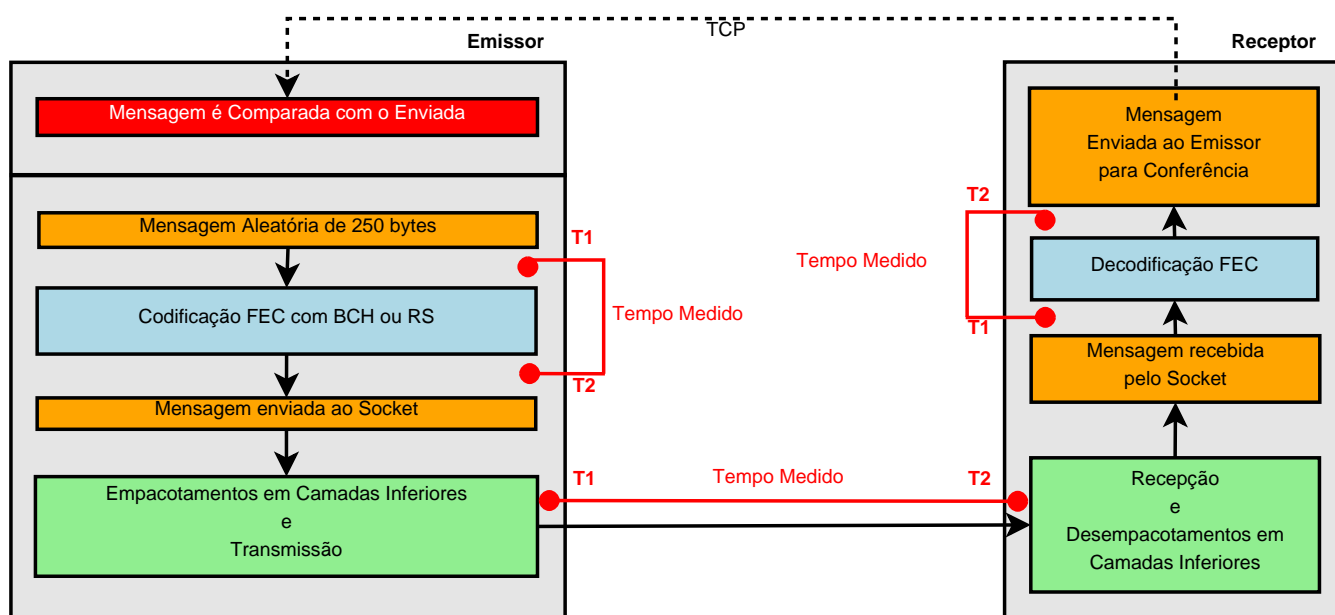 TCP
Emissor
Receptor
Mensagem é Comparada com o Enviada
Mensagem Aleatória de 250 bytes
T1
Codificação FEC com BCH ou RS
Tempo Medido
T2
Mensagem enviada ao Socket
Empacotamentos em Camadas Inferiores
e
Transmissão
T1
Tempo Medido
T2
Mensagem
Enviada ao Emissor
para Conferência
T2
Tempo Medido
Decodificação FEC
T1
Mensagem recebida
pelo Socket
Recepção
e
Desempacotamentos em
Camadas Inferiores